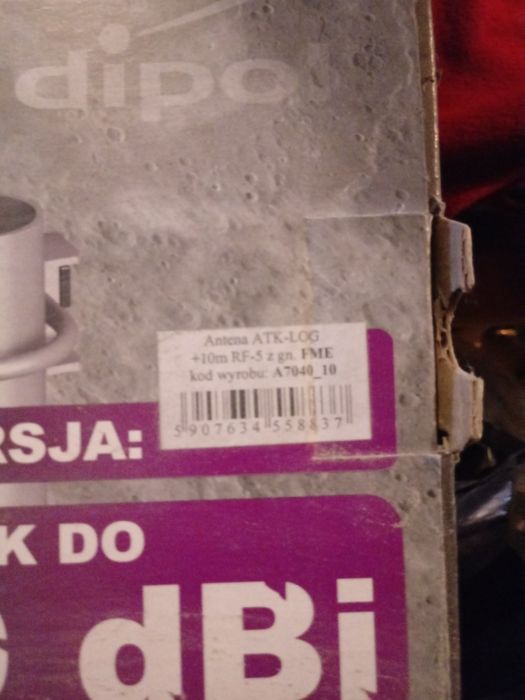 dipol
Antena ATK-LOG
+10m RF-5 z gn. FME
kod wyrobu: A7040_10
5 907634 558837
RSJA:
K DO
dBi